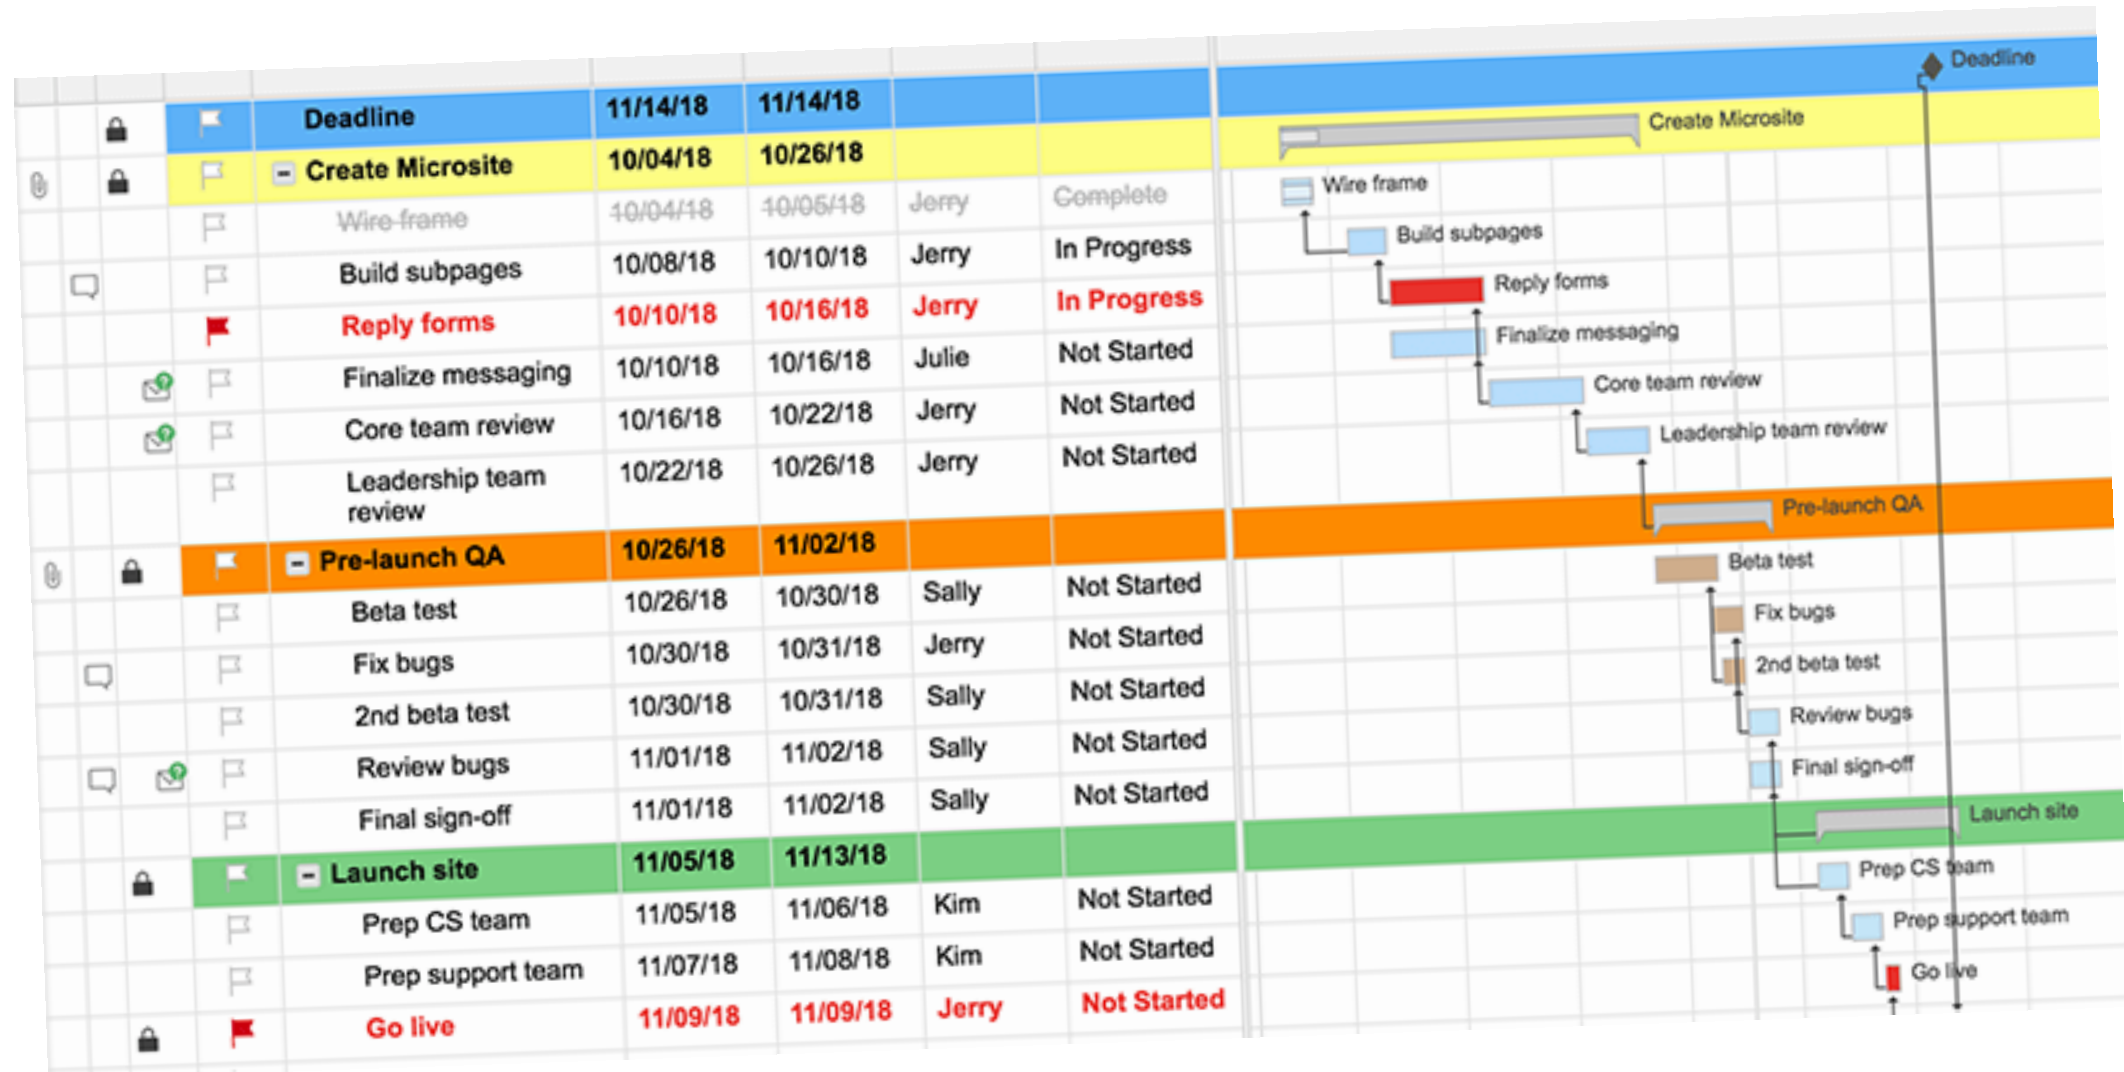 Deadline 11/14/18 11/14/18 Deadline
Create Microsite 10/04/18 10/26/18 Create Microsite
Wire frame 10/04/18 10/05/18 Jerry Complete Wire frame
Build subpages 10/08/18 10/10/18 Jerry In Progress Build subpages
Reply forms 10/10/18 10/16/18 Jerry In Progress Reply forms
Finalize messaging 10/10/18 10/16/18 Julie Not Started Finalize messaging
Core team review 10/16/18 10/22/18 Jerry Not Started Core team review
Leadership team 10/22/18 10/26/18 Jerry Not Started Leadership team review
review
Pre-launch QA 10/26/18 11/02/18 Pre-launch QA
Beta test 10/26/18 10/30/18 Sally Not Started Beta test
Fix bugs 10/30/18 10/31/18 Jerry Not Started Fix bugs
2nd beta test 10/30/18 10/31/18 Sally Not Started 2nd beta test
Review bugs 11/01/18 11/02/18 Sally Not Started Review bugs
Final sign-off 11/01/18 11/02/18 Sally Not Started Final sign-off
Launch site 11/05/18 11/13/18 Launch site
Prep CS team 11/05/18 11/06/18 Kim Not Started Prep CS team
Prep support team 11/07/18 11/08/18 Kim Not Started Prep support team
Go live 11/09/18 11/09/18 Jerry Not Started Go live